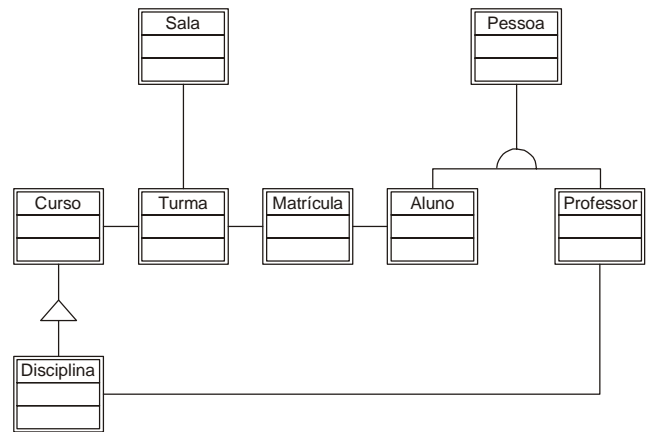 Sala
Pessoa
Curso
Turma
Matrícula
Aluno
Professor
Disciplina